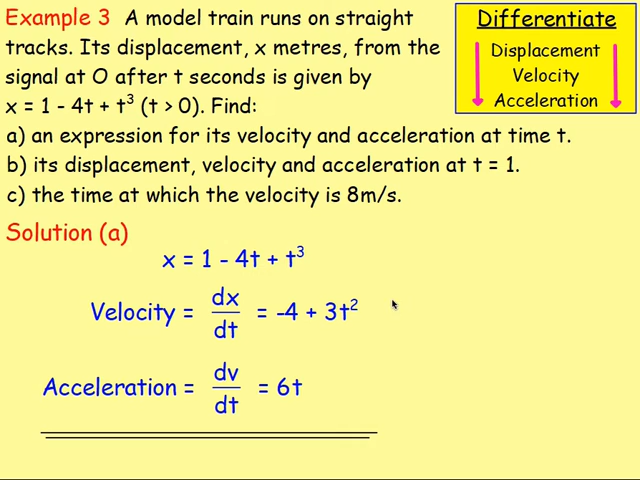 Example 3 A model train runs on straight
tracks. Its displacement, x metres, from the
signal at O after t seconds is given by
x = 1 - 4t + t³ (t > 0). Find:
a) an expression for its velocity and acceleration at time t.
b) its displacement, velocity and acceleration at t = 1.
c) the time at which the velocity is 8m/s.
Differentiate
Displacement
Velocity
Acceleration
Solution (a)
x = 1 - 4t + t³
Velocity = dx/dt = -4 + 3t²
Acceleration = dv/dt = 6t